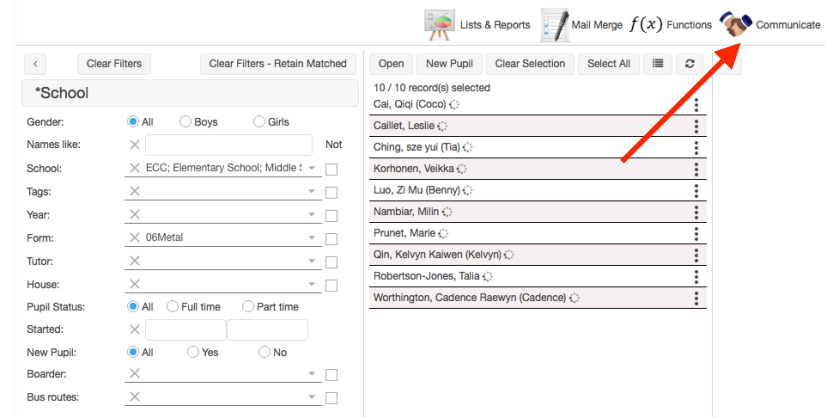 Lists & Reports Mail Merge f(x) Functions Communicate
< Clear Filters Clear Filters - Retain Matched
*School
Gender: All Boys Girls
Names like: Not
School: ECC; Elementary School; Middle
Tags:
Year:
Form: 06Metal
Tutor:
House:
Pupil Status: All Full time Part time
Started:
New Pupil: All Yes No
Boarder:
Bus routes:
Open New Pupil Clear Selection Select All
10 / 10 record(s) selected
Cai, Qiqi (Coco)
Caillet, Leslie
Ching, sze yui (Tia)
Korhonen, Veikka
Luo, Zi Mu (Benny)
Nambiar, Milin
Prunet, Marie
Qin, Kelvyn Kaiwen (Kelvyn)
Robertson-Jones, Talia
Worthington, Cadence Raewyn (Cadence)